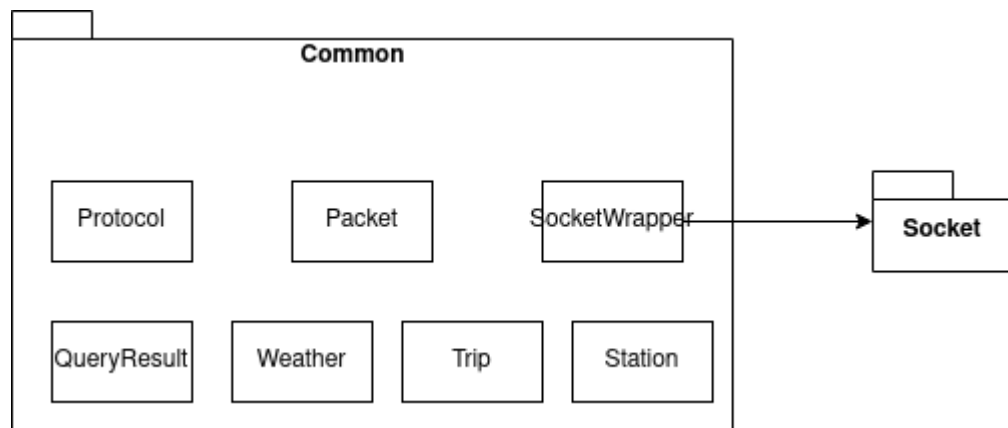 Common
Protocol
Packet
SocketWrapper
Socket
QueryResult
Weather
Trip
Station